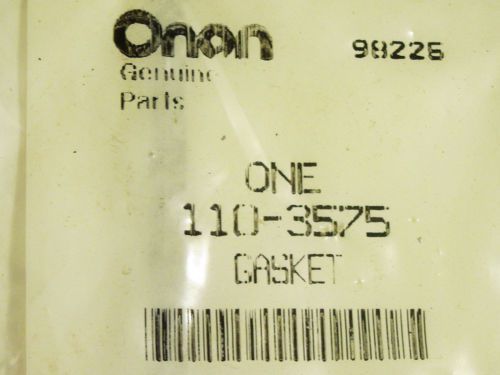 Onan 98226
Genuine
Parts
ONE
110-3575
GASKET